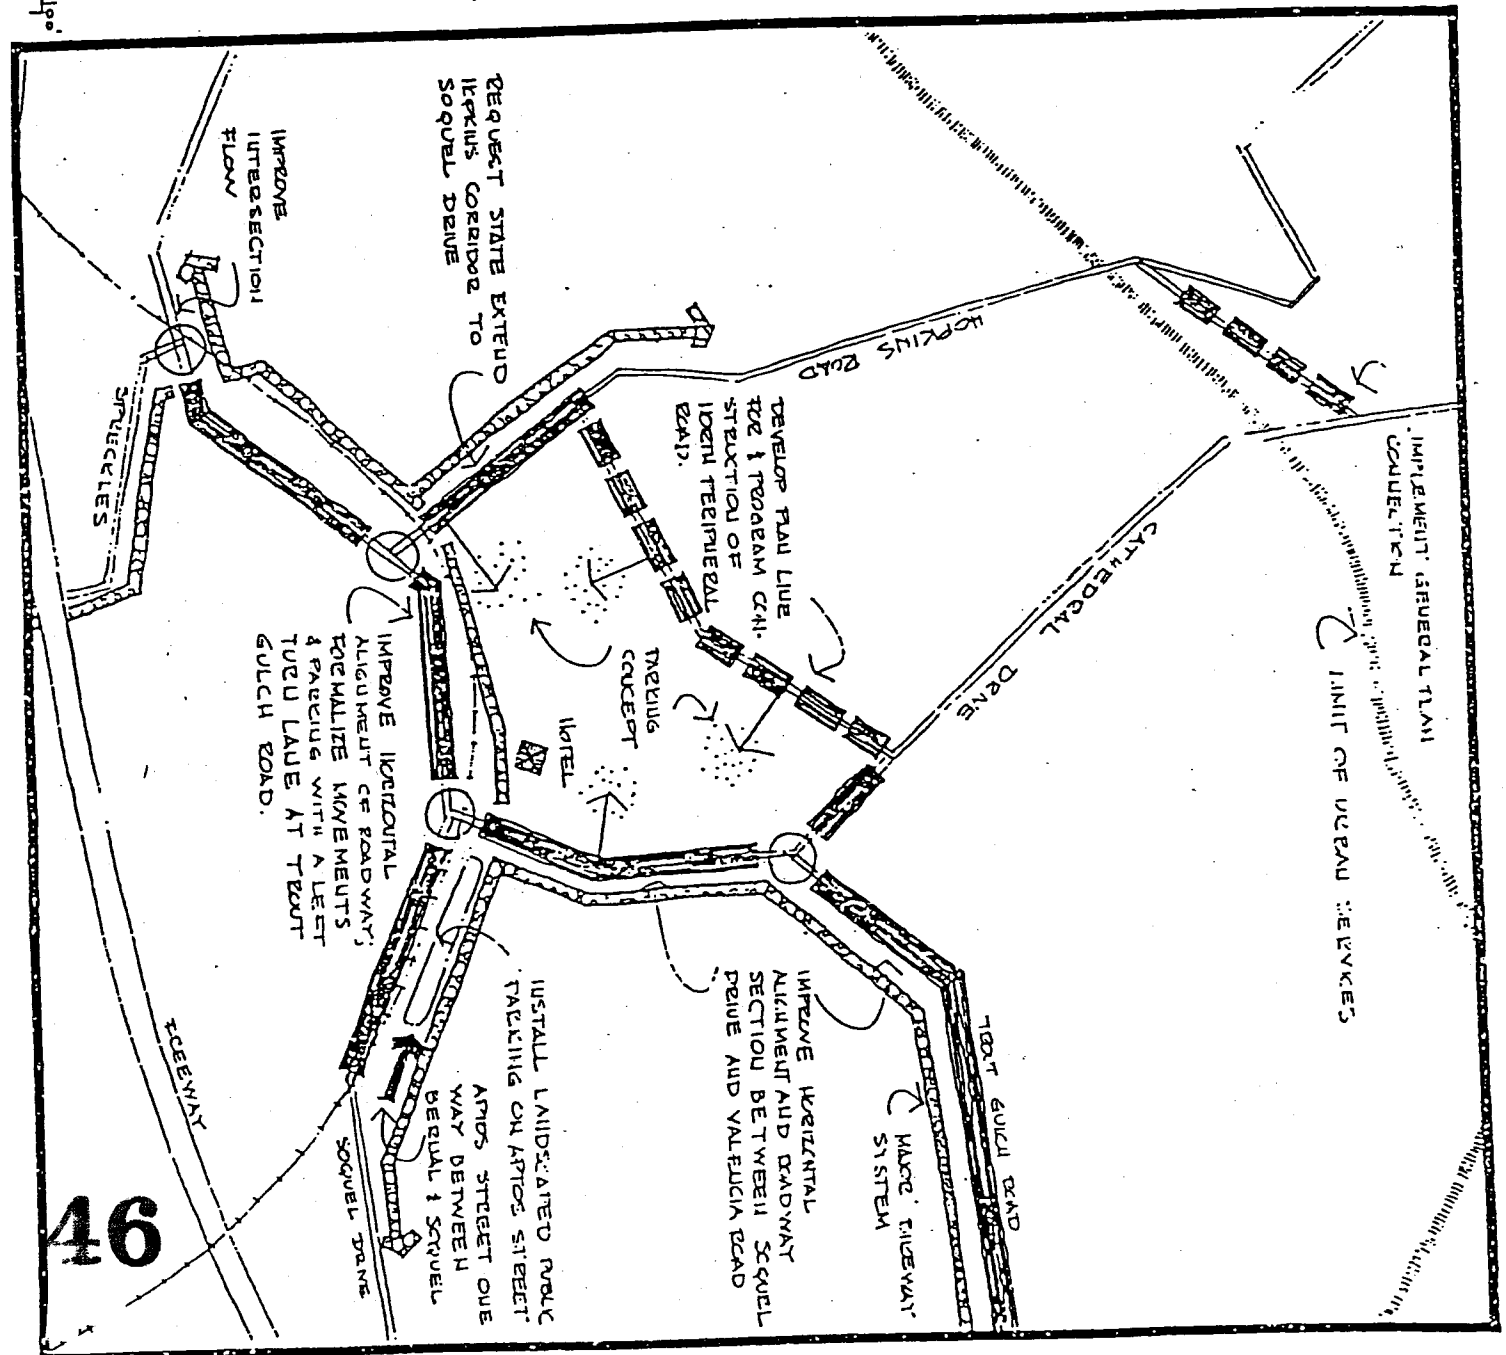 IMPLEMENT GENERAL PLAN
CONNECTION
LIMIT OF URBAN SERVICES
CATHEDRAL DRIVE
HOPKINS ROAD
TROUT GULCH ROAD
MAJOR BIKEWAY
SYSTEM
IMPROVE HORIZONTAL
ALIGNMENT AND ROADWAY
SECTION BETWEEN SOQUEL
DRIVE AND VALENCIA ROAD
DEVELOP PLAN LINE
FOR & PROGRAM CON-
STRUCTION OF
NORTH PERIPHERAL
ROAD.
PARKING
CONCEPT
HOTEL
INSTALL LANDSCAPED PUBLIC
PARKING ON APTOS STREET
APTOS STREET ONE
WAY BETWEEN
BERNAL & SOQUEL
SOQUEL DRIVE
REQUEST STATE EXTEND
HOPKINS CORRIDOR TO
SOQUEL DRIVE
IMPROVE HORIZONTAL
ALIGNMENT OF ROADWAY;
FORMALIZE MOVEMENTS
& PARKING WITH A LEFT
TURN LANE AT TROUT
GULCH ROAD.
IMPROVE
INTERSECTION
FLOW
SPRECKLES
FREEWAY
46